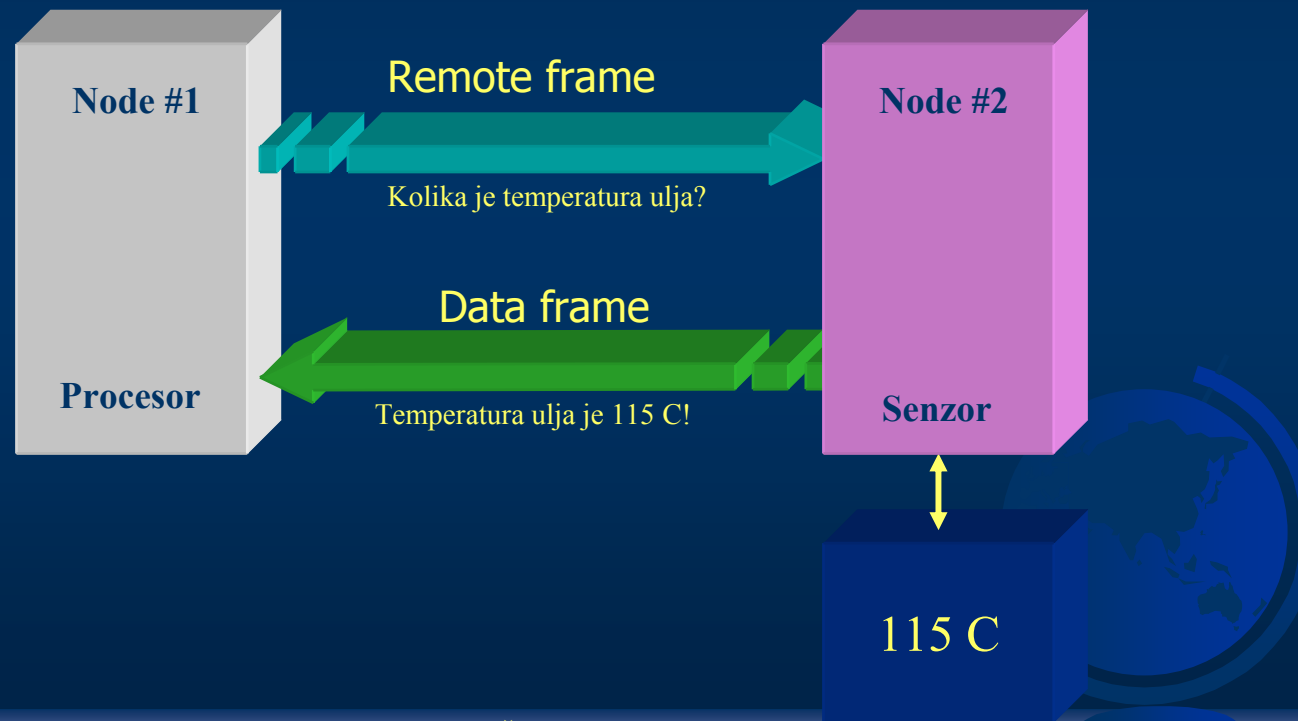 Node #1
Remote frame
Node #2
Kolika je temperatura ulja?
Data frame
Procesor
Temperatura ulja je 115 C!
Senzor
115 C